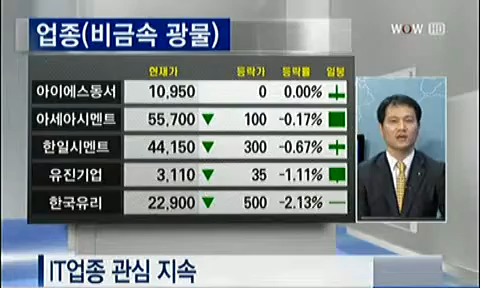 업종(비금속 광물)
WOW HD
현재가 등락가 등락률 일봉
아이에스동서 10,950 0 0.00%
아세아시멘트 55,700 ▼ 100 -0.17%
한일시멘트 44,150 ▼ 300 -0.67%
유진기업 3,110 ▼ 35 -1.11%
한국유리 22,900 ▼ 500 -2.13%
IT업종 관심 지속